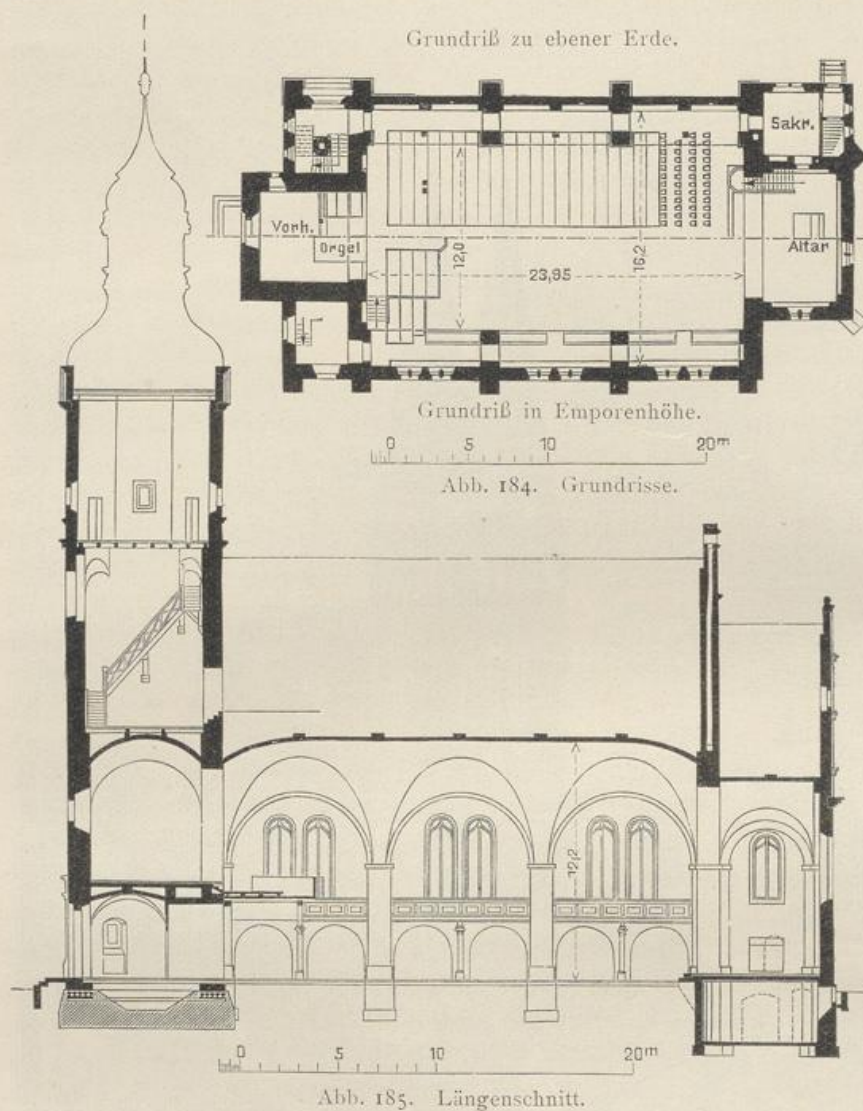 Grundriß zu ebener Erde.
Sakr.
Vorh.
Orgel
Altar
12,0
23,95
16,2
Grundriß in Emporenhöhe.
0 5 10 20m
Abb. 184. Grundrisse.
12,2
0 5 10 20m
Abb. 185. Längenschnitt.